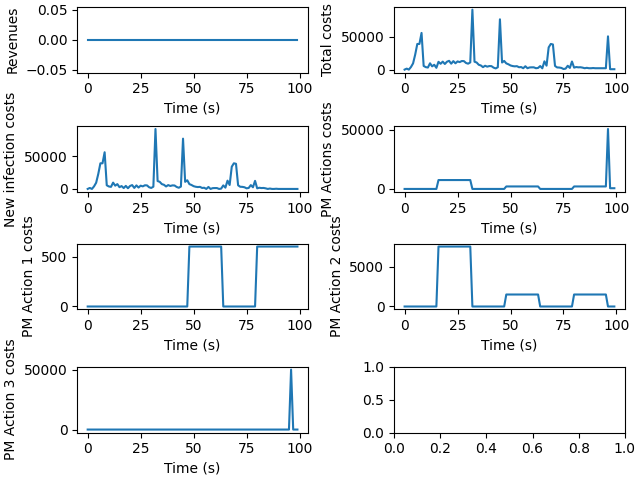 Revenues
0.05
0.00
−0.05
0 25 50 75 100
Time (s)
Total costs
50000
0
0 25 50 75 100
Time (s)
New infection costs
50000
0
0 25 50 75 100
Time (s)
PM Actions costs
50000
0
0 25 50 75 100
Time (s)
PM Action 1 costs
500
0
0 25 50 75 100
Time (s)
PM Action 2 costs
5000
0
0 25 50 75 100
Time (s)
PM Action 3 costs
50000
0
0 25 50 75 100
Time (s)
1.0
0.5
0.0
0.0 0.2 0.4 0.6 0.8 1.0